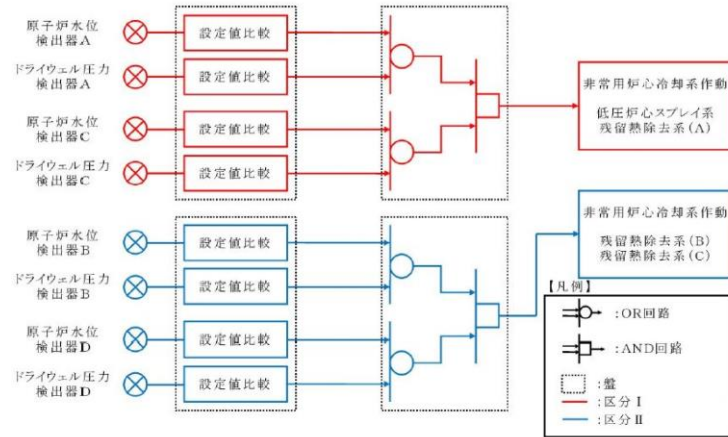 原子炉水位
検出器A
設定値比較
ドライウェル圧力
検出器A
設定値比較
原子炉水位
検出器C
設定値比較
ドライウェル圧力
検出器C
設定値比較
非常用炉心冷却系作動
低圧炉心スプレイ系
残留熱除去系(A)
原子炉水位
検出器B
設定値比較
ドライウェル圧力
検出器B
設定値比較
原子炉水位
検出器D
設定値比較
ドライウェル圧力
検出器D
設定値比較
非常用炉心冷却系作動
残留熱除去系(B)
残留熱除去系(C)
【凡例】
:OR回路
:AND回路
:盤
:区分Ⅰ
:区分Ⅱ